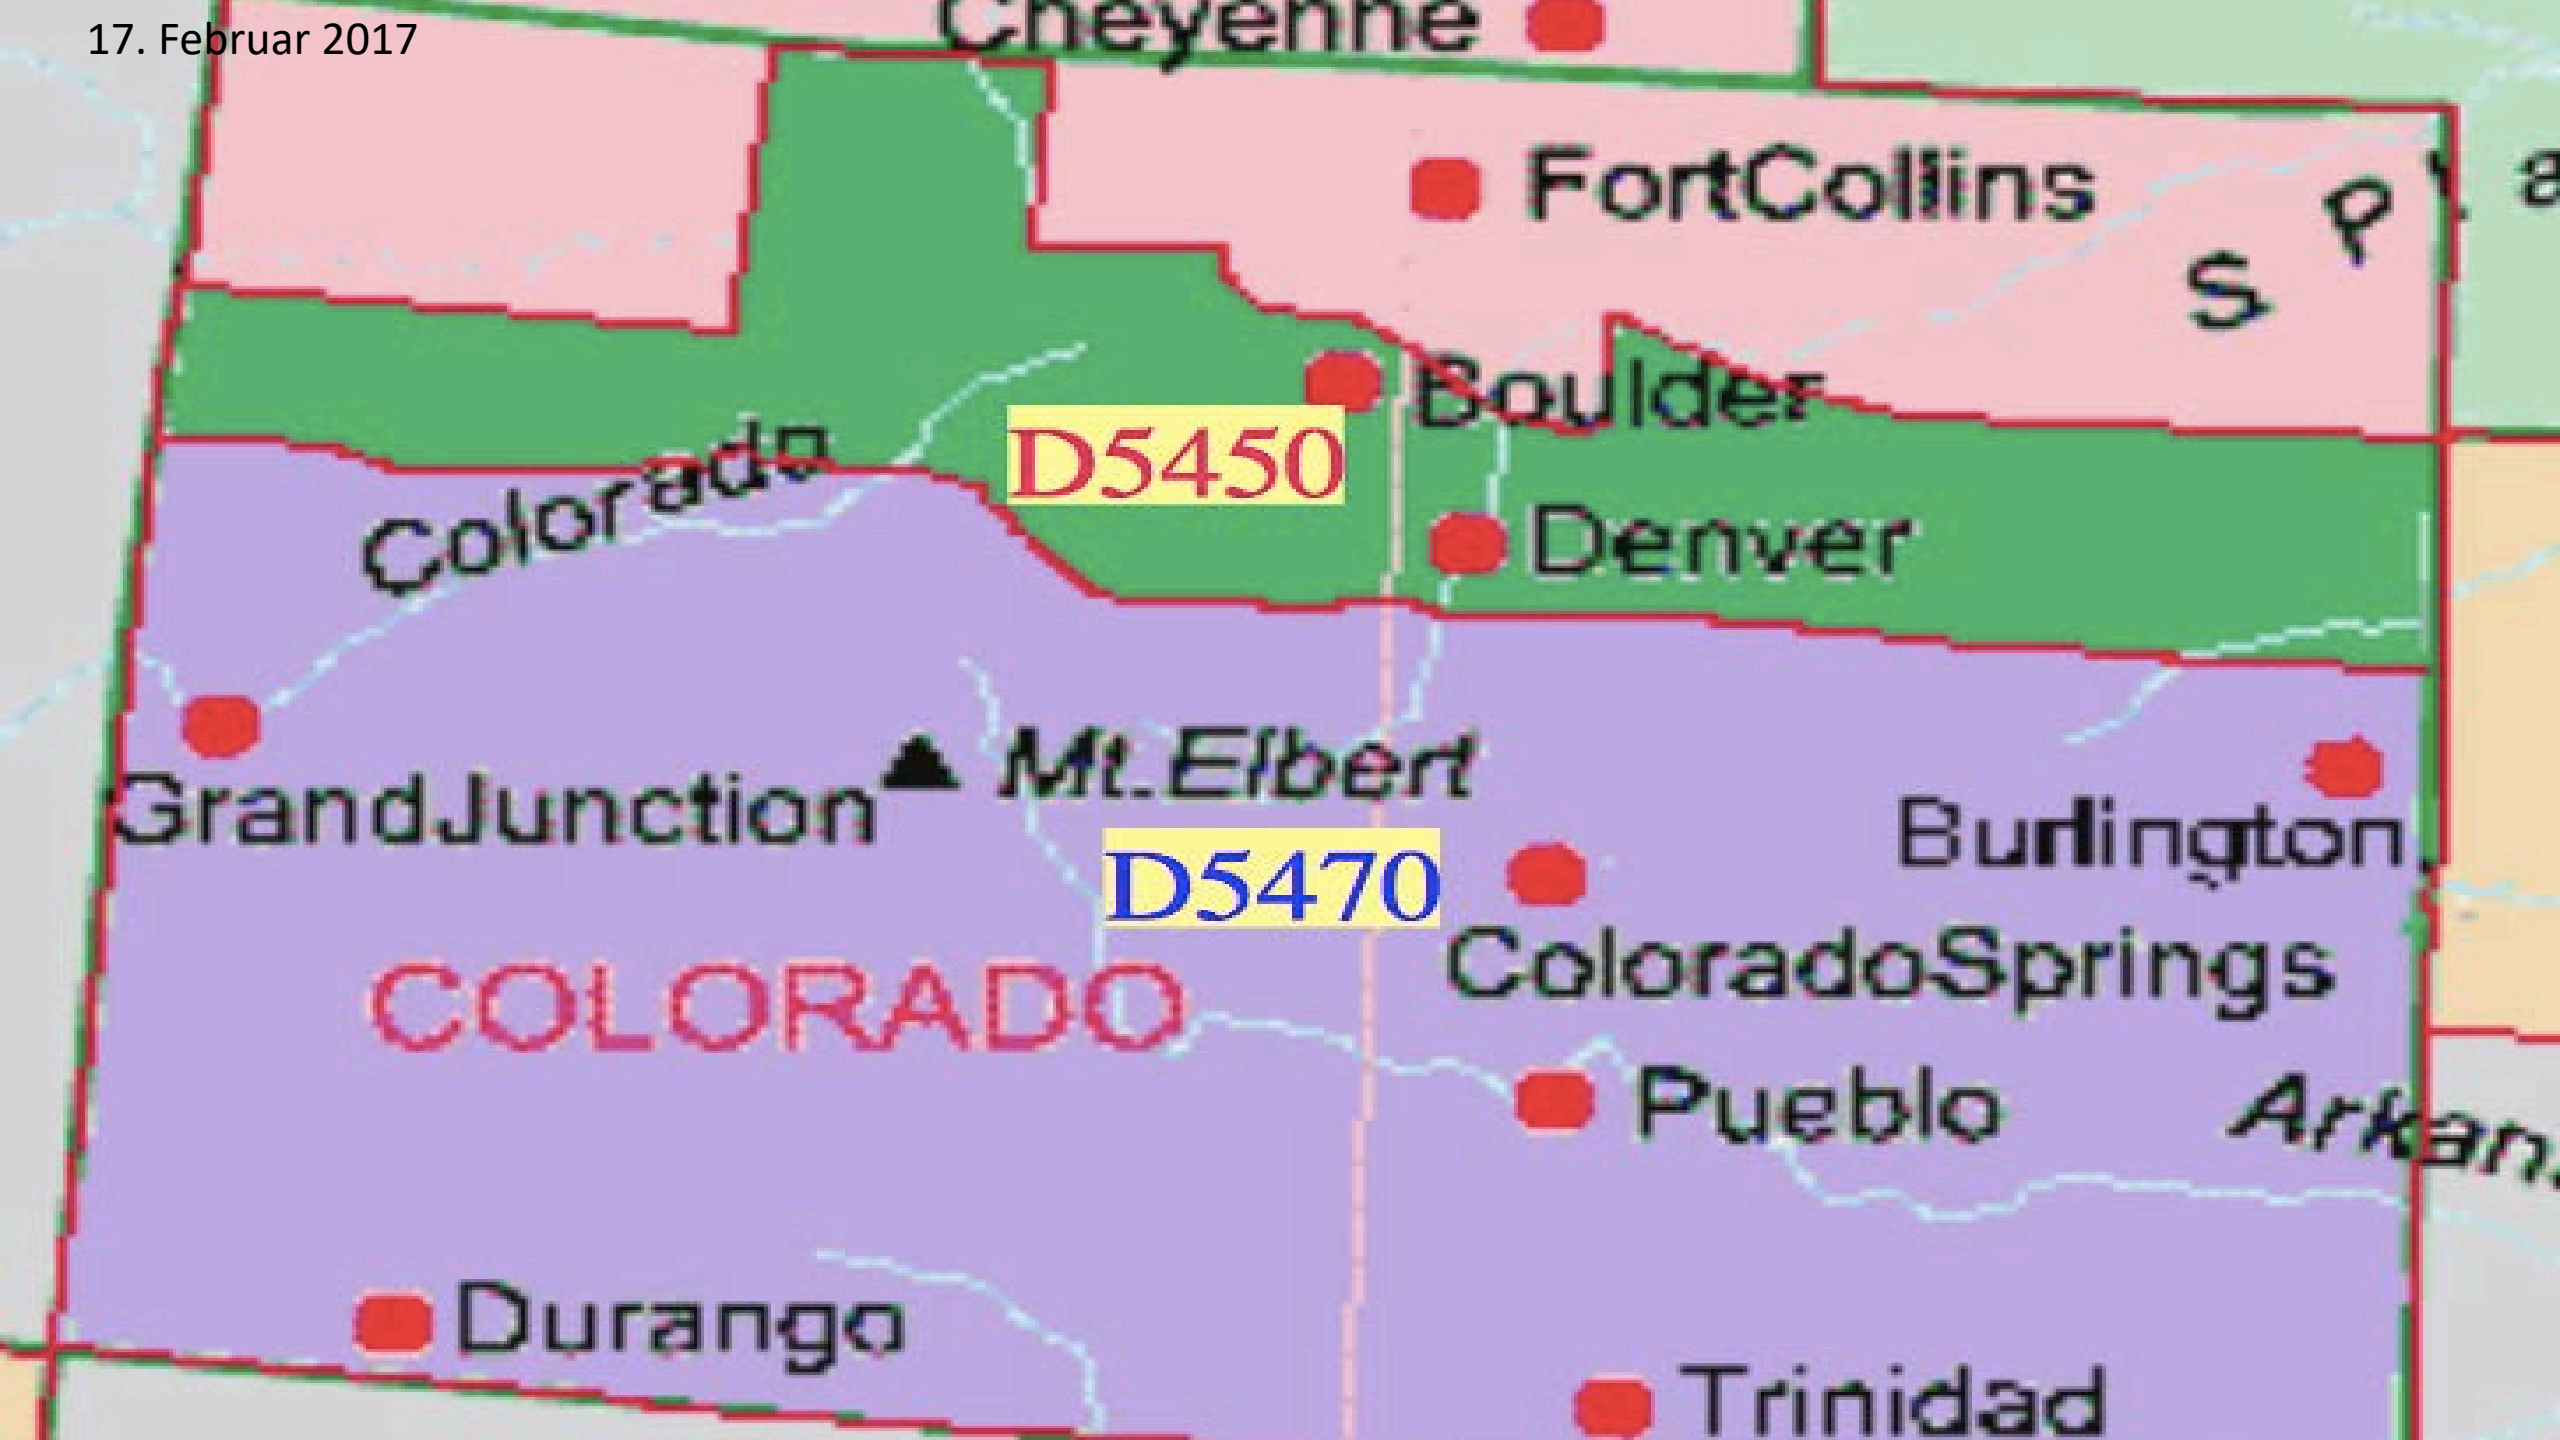 17. Februar 2017
Cheyenne
FortCollins
S P
a
Boulder
Colorado
D5450
Denver
Mt.Elbert
GrandJunction
Burlington
D5470
ColoradoSprings
COLORADO
Pueblo
Arkan.
Durango
Trinidad